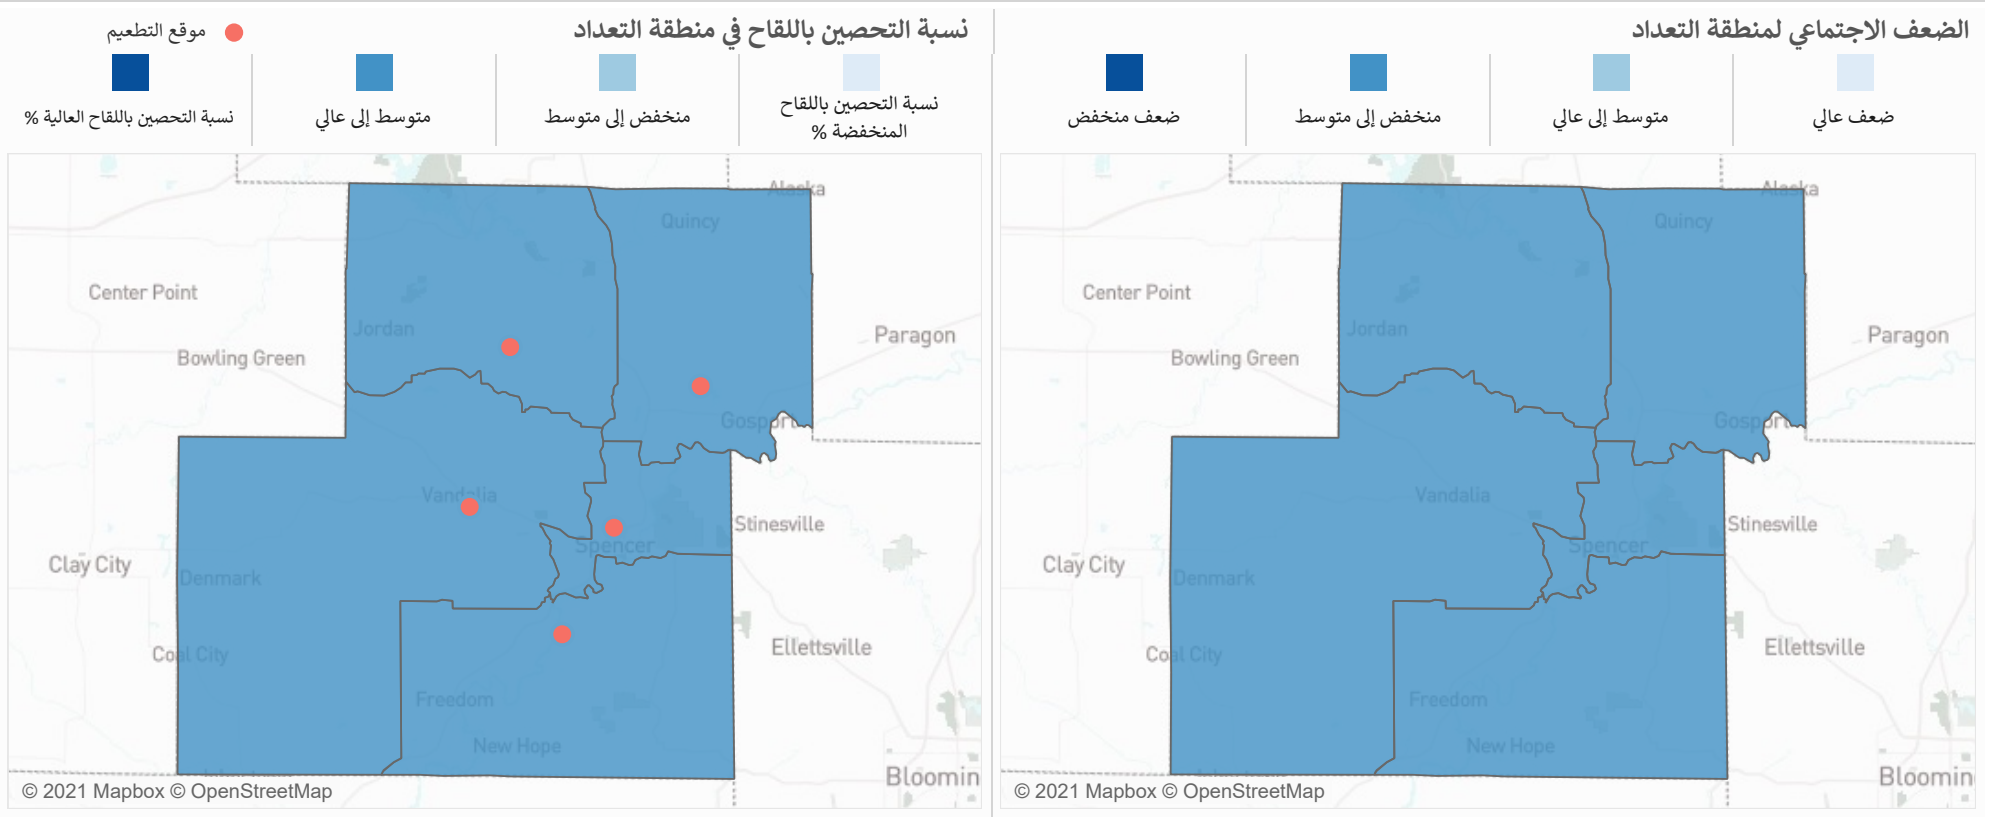 الضعف الاجتماعي لمنطقة التعداد
ضعف عالي
متوسط إلى عالي
منخفض إلى متوسط
ضعف منخفض
Alaska
Quincy
Center Point
Jordan
Paragon
Bowling Green
Gosport
Vandalia
Stinesville
Spencer
Clay City
Denmark
Ellettsville
Coal City
Freedom
New Hope
Bloomin
© 2021 Mapbox © OpenStreetMap
نسبة التحصين باللقاح في منطقة التعداد
موقع التطعيم
نسبة التحصين باللقاح
المنخفضة %
منخفض إلى متوسط
متوسط إلى عالي
نسبة التحصين باللقاح العالية %
Alaska
Quincy
Center Point
Jordan
Paragon
Bowling Green
Gosport
Vandalia
Stinesville
Spencer
Clay City
Denmark
Ellettsville
Coal City
Freedom
New Hope
Bloomin
© 2021 Mapbox © OpenStreetMap